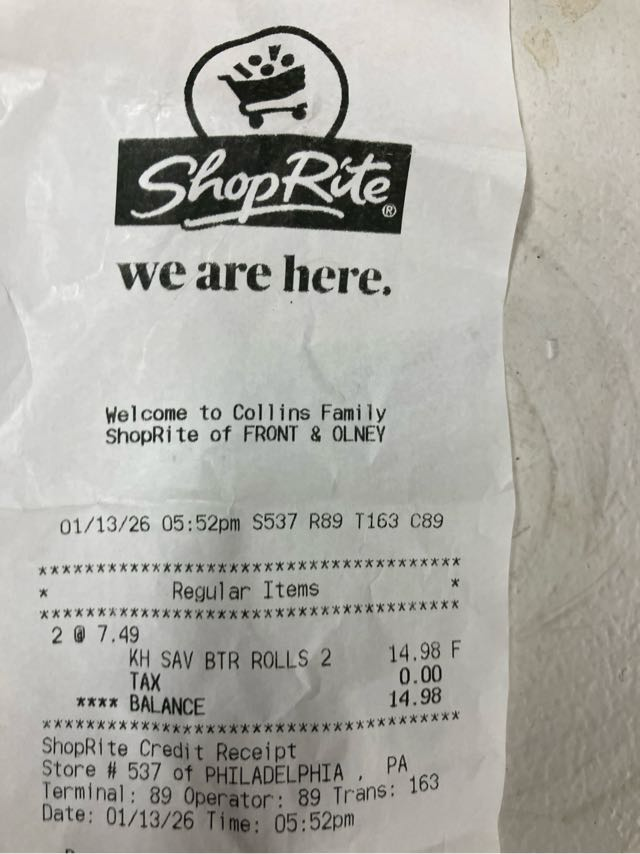 ShopRite®
we are here.
Welcome to Collins Family
ShopRite of FRONT & OLNEY
01/13/26 05:52pm S537 R89 T163 C89
****************************************
* Regular Items *
****************************************
2 @ 7.49
KH SAV BTR ROLLS 2 14.98 F
TAX 0.00
**** BALANCE 14.98
****************************************
ShopRite Credit Receipt
Store # 537 of PHILADELPHIA , PA
Terminal: 89 Operator: 89 Trans: 163
Date: 01/13/26 Time: 05:52pm